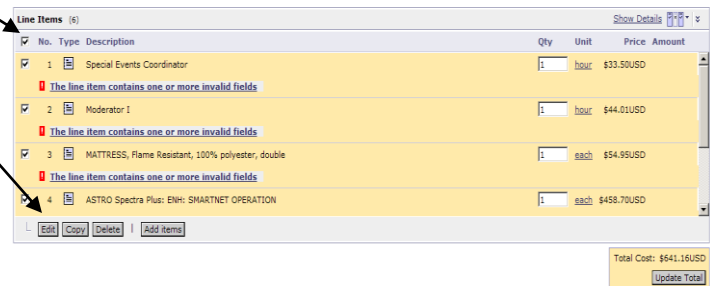 Line Items (6) Show Details
No. Type Description Qty Unit Price Amount
1 Special Events Coordinator 1 hour $33.50USD
! The line item contains one or more invalid fields
2 Moderator I 1 hour $44.01USD
! The line item contains one or more invalid fields
3 MATTRESS, Flame Resistant, 100% polyester, double 1 each $54.95USD
! The line item contains one or more invalid fields
4 ASTRO Spectra Plus: ENH: SMARTNET OPERATION 1 each $458.70USD
Edit Copy Delete | Add items
Total Cost: $641.16USD
Update Total